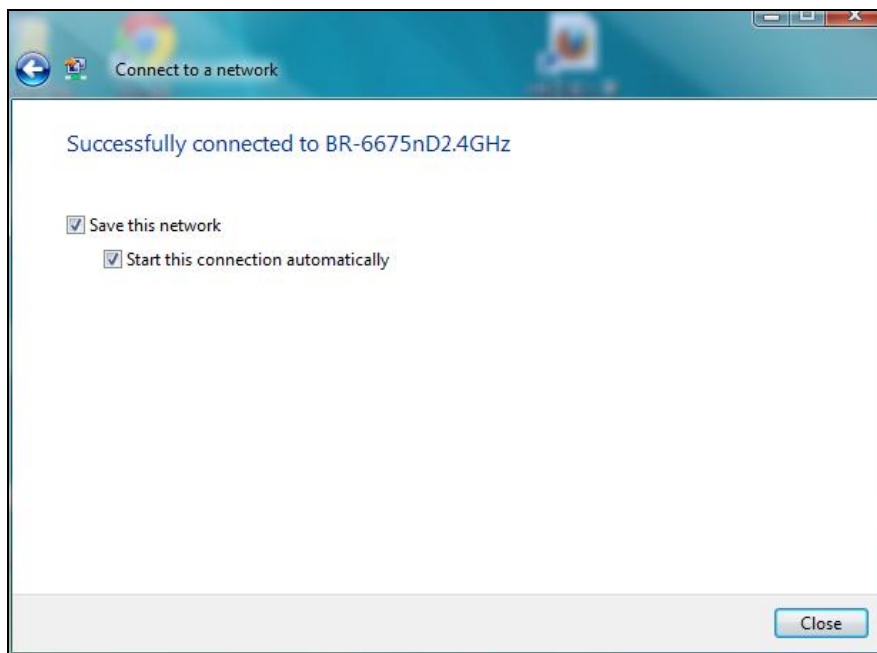 Connect to a network
Successfully connected to BR-6675nD2.4GHz
Save this network
Start this connection automatically
Close